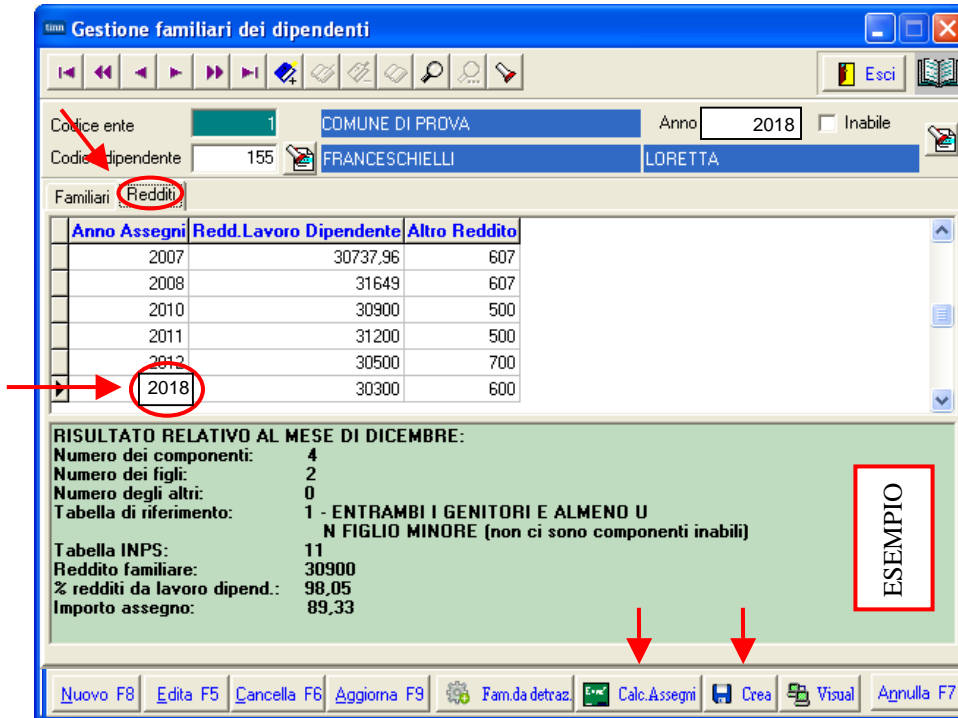 tinn Gestione familiari dei dipendenti
Esci
Codice ente 1 COMUNE DI PROVA Anno 2018 Inabile
Codice dipendente 155 FRANCESCHIELLI LORETTA
Familiari Redditi
Anno Assegni Redd.Lavoro Dipendente Altro Reddito
2007 30737,96 607
2008 31649 607
2010 30900 500
2011 31200 500
2012 30500 700
2018 30300 600
RISULTATO RELATIVO AL MESE DI DICEMBRE:
Numero dei componenti: 4
Numero dei figli: 2
Numero degli altri: 0
Tabella di riferimento: 1 - ENTRAMBI I GENITORI E ALMENO U
N FIGLIO MINORE (non ci sono componenti inabili)
Tabella INPS: 11
Reddito familiare: 30900
% redditi da lavoro dipend.: 98,05
Importo assegno: 89,33
ESEMPIO
Nuovo F8 Edita F5 Cancella F6 Aggiorna F9 Fam.da detraz. Calc.Assegni Crea Visual Annulla F7